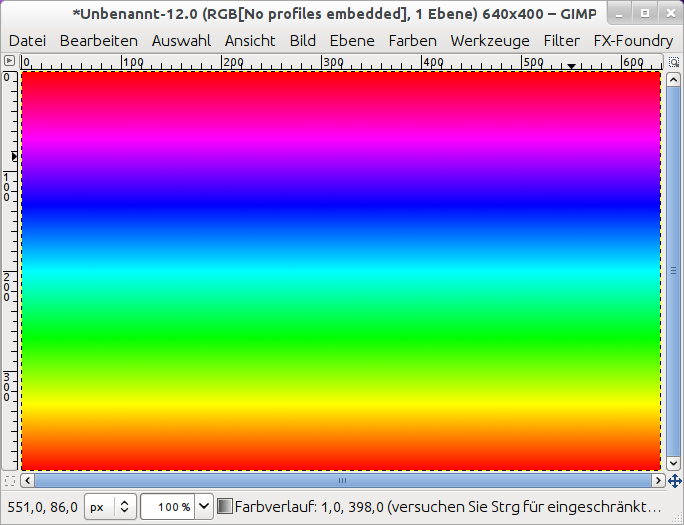 *Unbenannt-12.0 (RGB[No profiles embedded], 1 Ebene) 640x400 – GIMP
Datei Bearbeiten Auswahl Ansicht Bild Ebene Farben Werkzeuge Filter FX-Foundry
0 100 200 300 400 500 600
0
100
200
300
551,0, 86,0 px 100 % Farbverlauf: 1,0, 398,0 (versuchen Sie Strg für eingeschränkt…